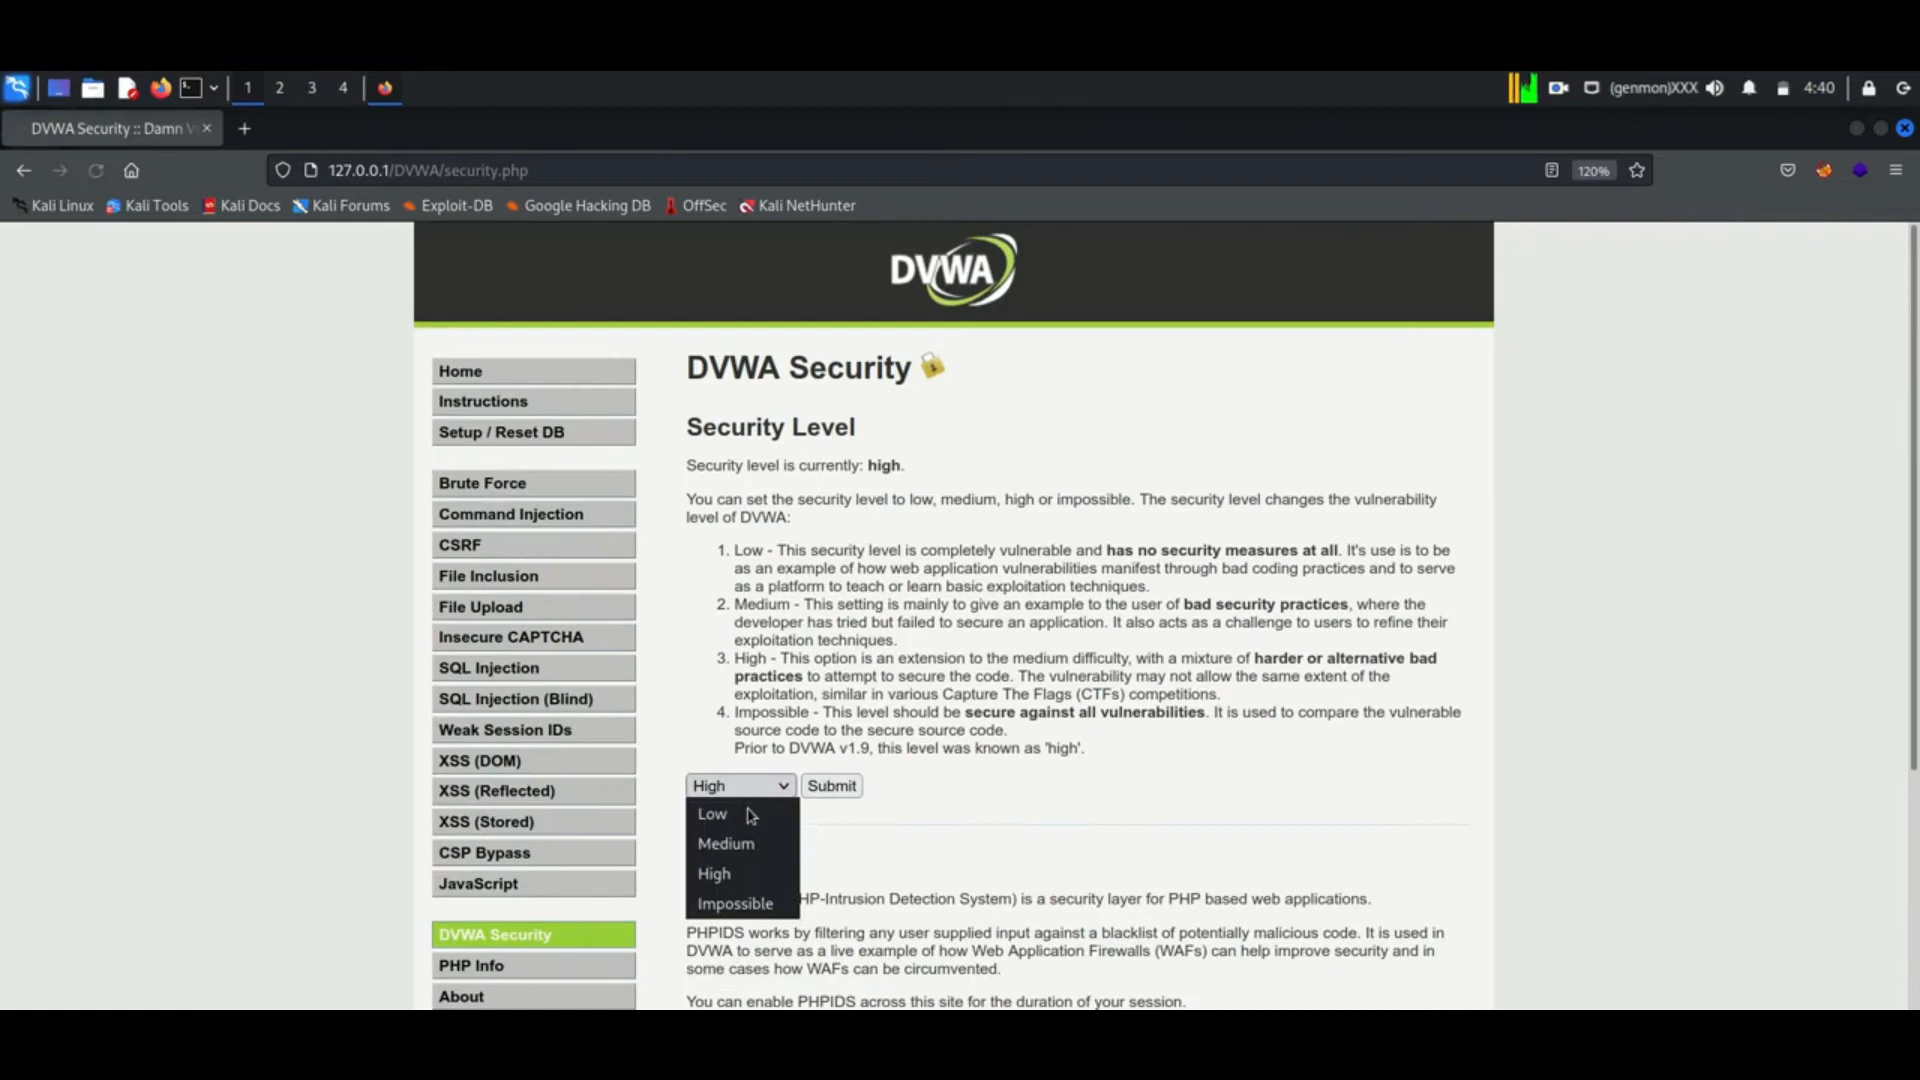 1 2 3 4 (genmon)XXX 4:40
DVWA Security :: Damn V
127.0.0.1/DVWA/security.php 120%
Kali Linux Kali Tools Kali Docs Kali Forums Exploit-DB Google Hacking DB OffSec Kali NetHunter
DVWA
Home
Instructions
Setup / Reset DB
Brute Force
Command Injection
CSRF
File Inclusion
File Upload
Insecure CAPTCHA
SQL Injection
SQL Injection (Blind)
Weak Session IDs
XSS (DOM)
XSS (Reflected)
XSS (Stored)
CSP Bypass
JavaScript
DVWA Security
PHP Info
About
DVWA Security
Security Level
Security level is currently: high.
You can set the security level to low, medium, high or impossible. The security level changes the vulnerability
level of DVWA:
1. Low - This security level is completely vulnerable and has no security measures at all. It's use is to be
as an example of how web application vulnerabilities manifest through bad coding practices and to serve
as a platform to teach or learn basic exploitation techniques.
2. Medium - This setting is mainly to give an example to the user of bad security practices, where the
developer has tried but failed to secure an application. It also acts as a challenge to users to refine their
exploitation techniques.
3. High - This option is an extension to the medium difficulty, with a mixture of harder or alternative bad
practices to attempt to secure the code. The vulnerability may not allow the same extent of the
exploitation, similar in various Capture The Flags (CTFs) competitions.
4. Impossible - This level should be secure against all vulnerabilities. It is used to compare the vulnerable
source code to the secure source code.
Prior to DVWA v1.9, this level was known as 'high'.
High Submit
Low
Medium
High
Impossible
HP-Intrusion Detection System) is a security layer for PHP based web applications.
PHPIDS works by filtering any user supplied input against a blacklist of potentially malicious code. It is used in
DVWA to serve as a live example of how Web Application Firewalls (WAFs) can help improve security and in
some cases how WAFs can be circumvented.
You can enable PHPIDS across this site for the duration of your session.